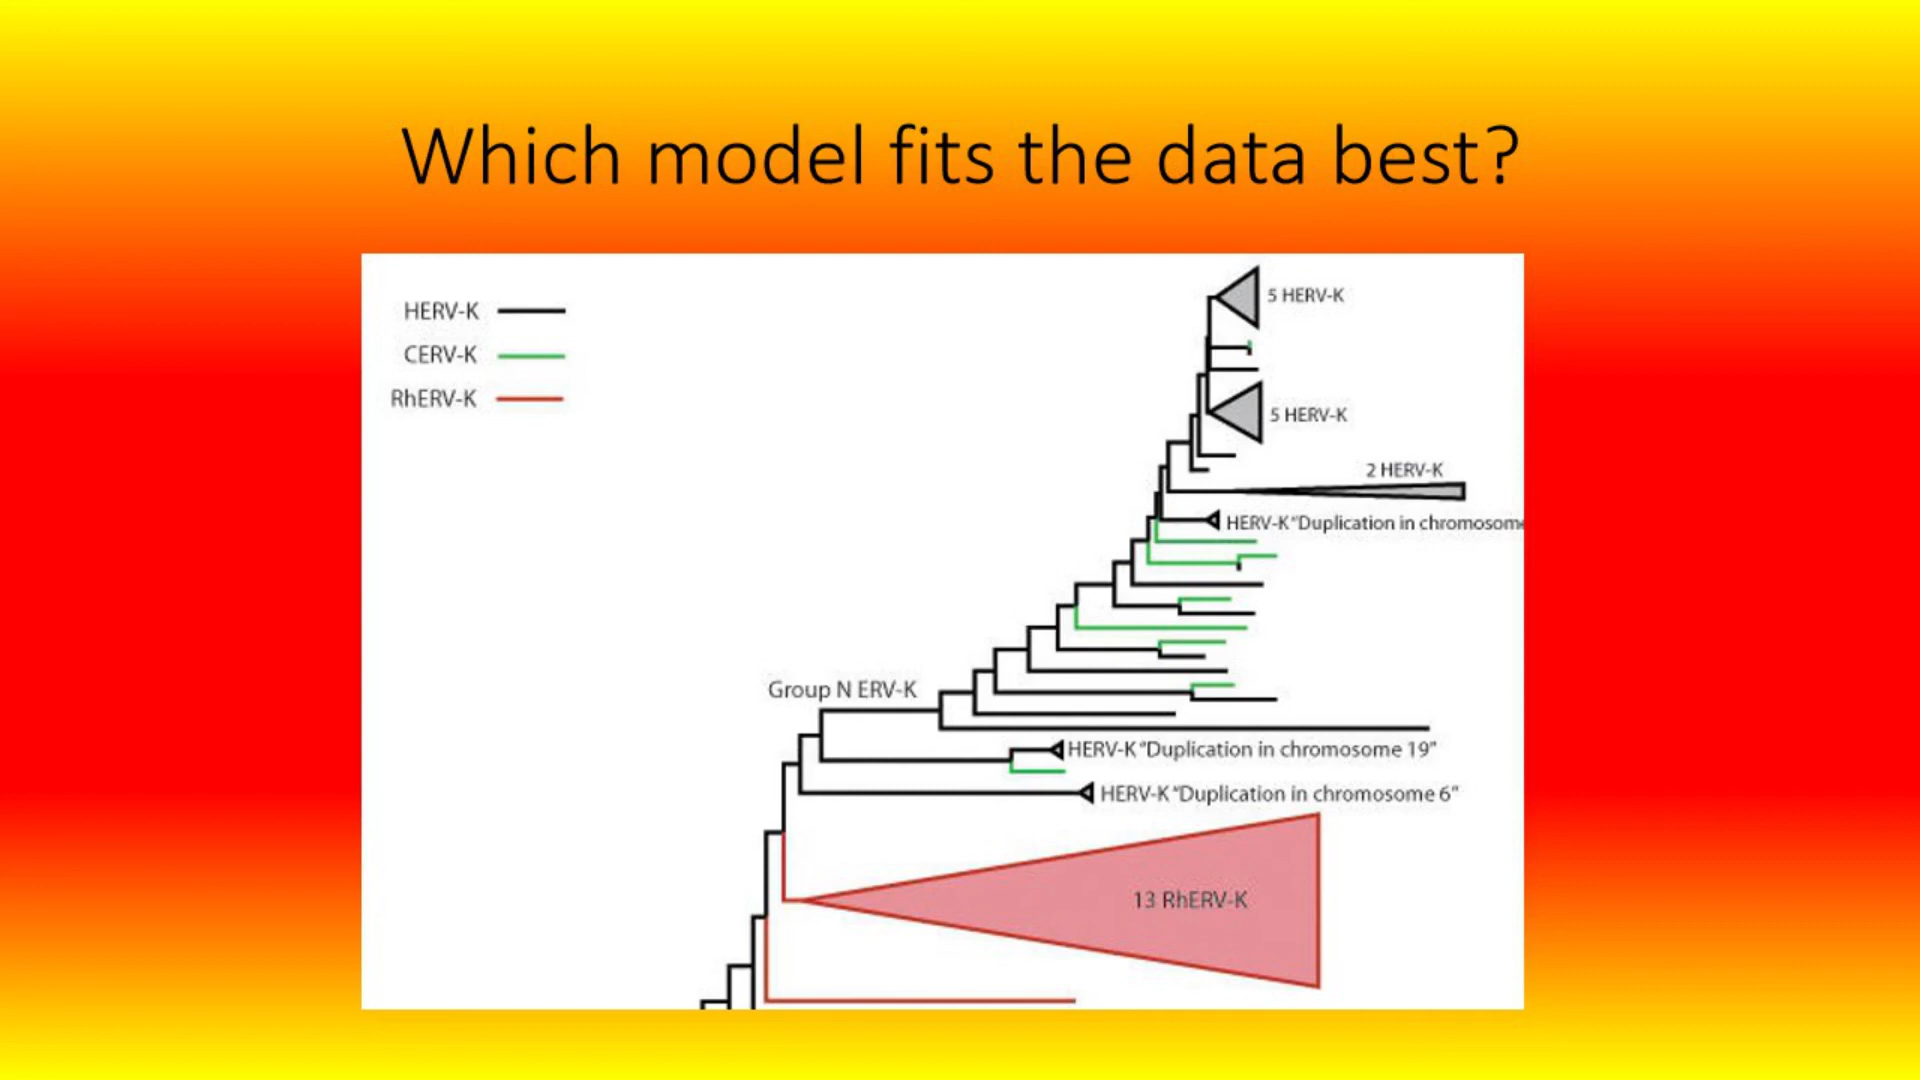 Which model fits the data best?
HERV-K
CERV-K
RhERV-K
5 HERV-K
5 HERV-K
2 HERV-K
HERV-K "Duplication in chromosome
Group N ERV-K
HERV-K "Duplication in chromosome 19"
HERV-K "Duplication in chromosome 6"
13 RhERV-K